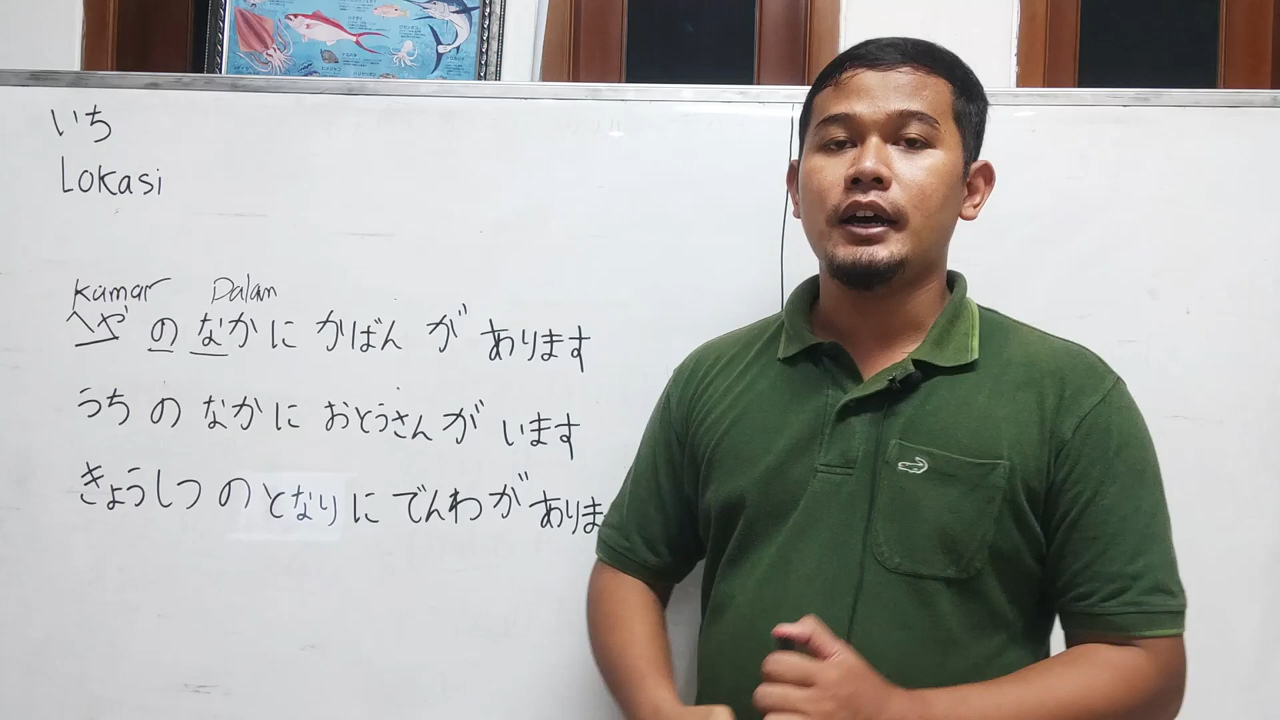 いち
Lokasi
Kamar Dalam
へや の なかに かばん が あります
うち の なかに おとうさん が います
きょうしつ の となり に でんわ が ありま